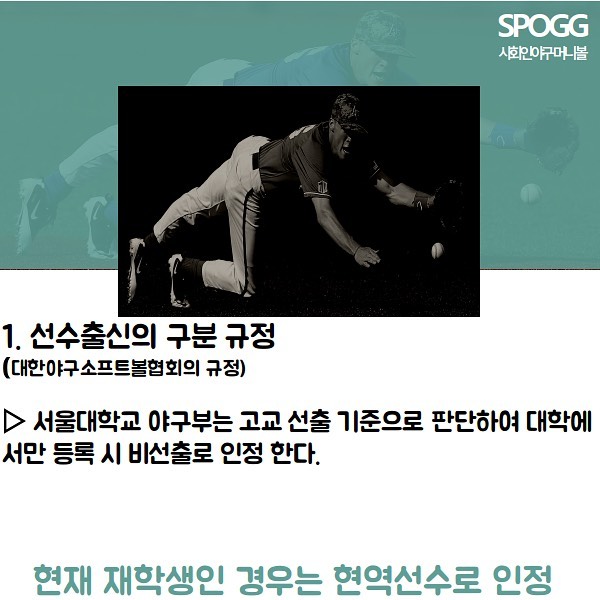 SPOGG
사회인야구머니볼
1. 선수출신의 구분 규정
(대한야구소프트볼협회의 규정)
▷ 서울대학교 야구부는 고교 선출 기준으로 판단하여 대학에
서만 등록 시 비선출로 인정 한다.
현재 재학생인 경우는 현역선수로 인정